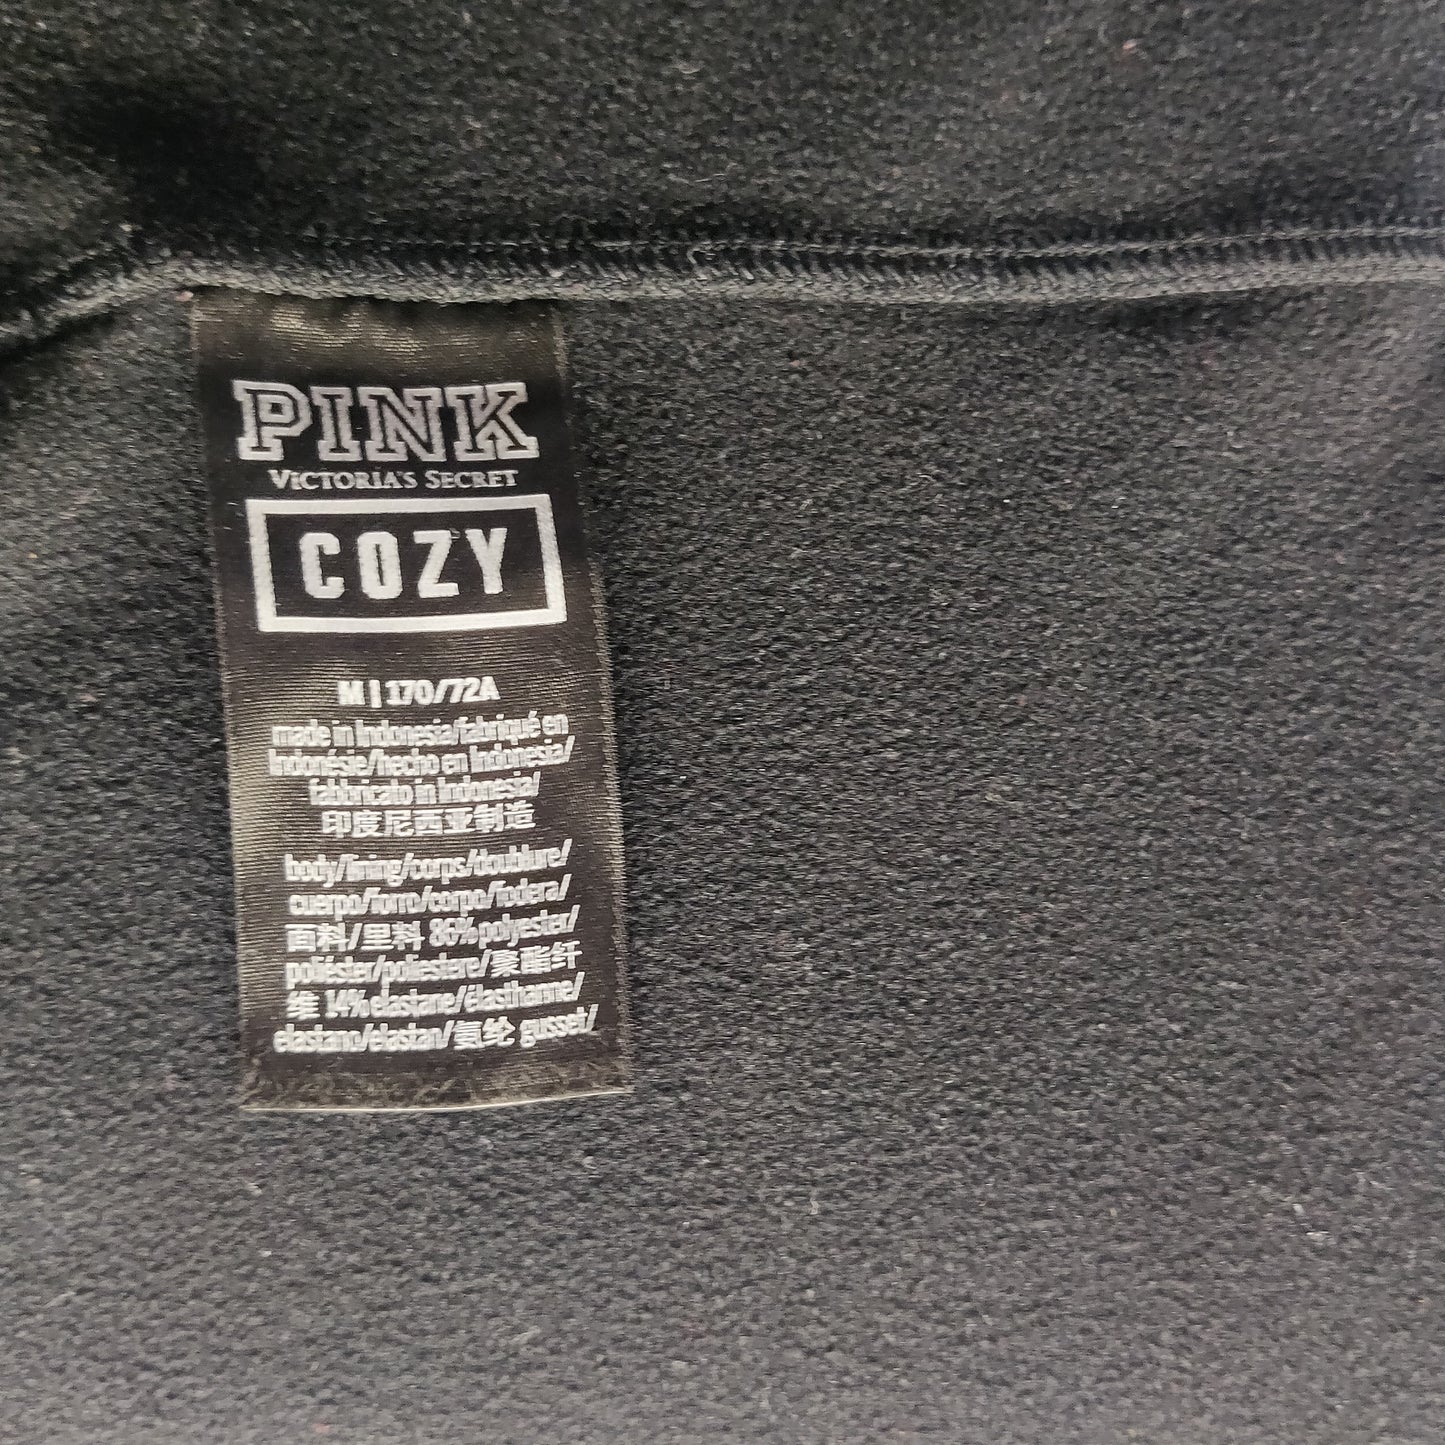 PINK
VICTORIA'S SECRET
COZY
M | 170/72A
made in Indonesia/fabriqué en
Indonésie/hecho en Indonesia/
fabbricato in Indonesia/
印度尼西亚制造
body/lining/corps/doublure/
cuerpo/forro/corpo/fodera/
面料/里料 86% polyester/
poliéster/poliestere/聚酯纤
维 14% elastane/élasthanne/
elastano/elastan/氨纶 gusset/